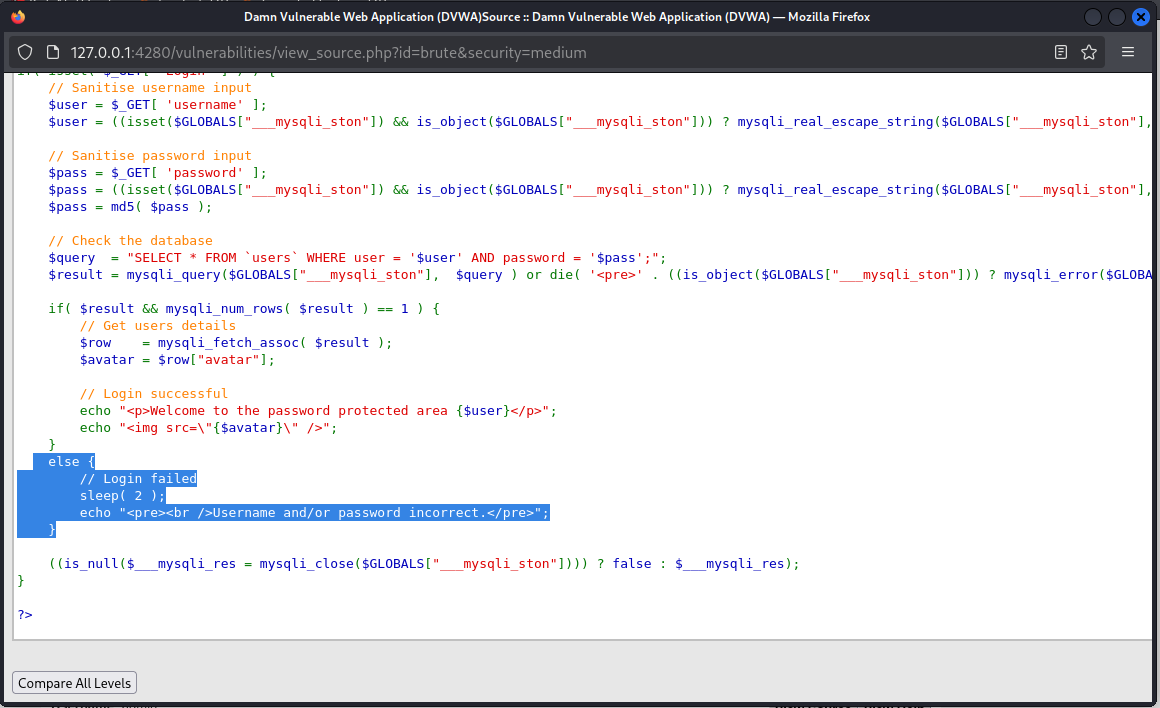 Damn Vulnerable Web Application (DVWA)Source :: Damn Vulnerable Web Application (DVWA) — Mozilla Firefox
127.0.0.1:4280/vulnerabilities/view_source.php?id=brute&security=medium
if( isset( $_GET[ 'Login' ] ) ) {
// Sanitise username input
$user = $_GET[ 'username' ];
$user = ((isset($GLOBALS["___mysqli_ston"]) && is_object($GLOBALS["___mysqli_ston"])) ? mysqli_real_escape_string($GLOBALS["___mysqli_ston"],
// Sanitise password input
$pass = $_GET[ 'password' ];
$pass = ((isset($GLOBALS["___mysqli_ston"]) && is_object($GLOBALS["___mysqli_ston"])) ? mysqli_real_escape_string($GLOBALS["___mysqli_ston"],
$pass = md5( $pass );
// Check the database
$query  = "SELECT * FROM `users` WHERE user = '$user' AND password = '$pass';";
$result = mysqli_query($GLOBALS["___mysqli_ston"],  $query ) or die( '<pre>' . ((is_object($GLOBALS["___mysqli_ston"])) ? mysqli_error($GLOBA
if( $result && mysqli_num_rows( $result ) == 1 ) {
// Get users details
$row    = mysqli_fetch_assoc( $result );
$avatar = $row["avatar"];
// Login successful
echo "<p>Welcome to the password protected area {$user}</p>";
echo "<img src=\"{$avatar}\" />";
}
else {
// Login failed
sleep( 2 );
echo "<pre><br />Username and/or password incorrect.</pre>";
}
((is_null($___mysqli_res = mysqli_close($GLOBALS["___mysqli_ston"]))) ? false : $___mysqli_res);
}
?>
Compare All Levels